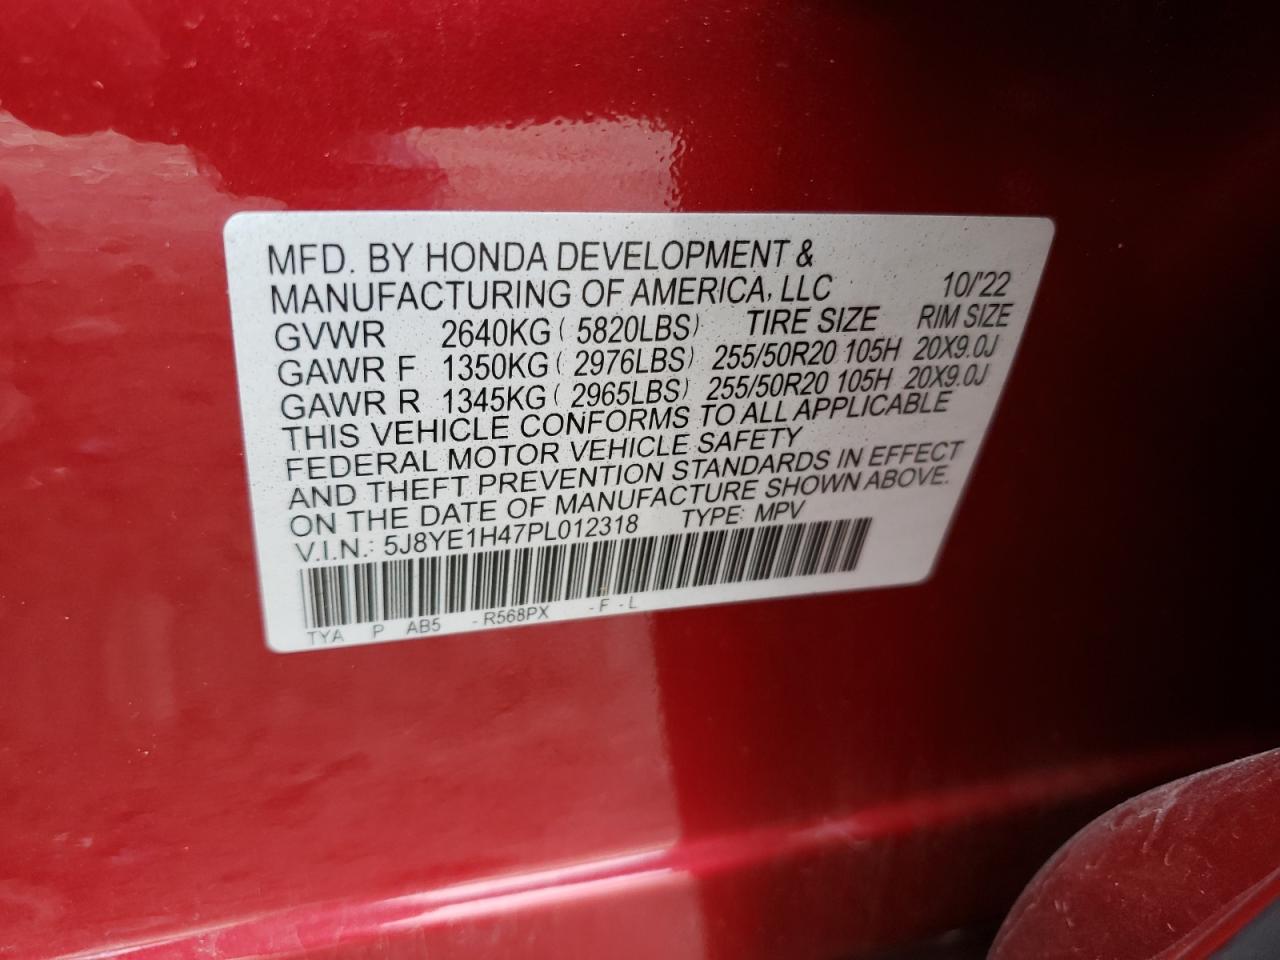 MFD. BY HONDA DEVELOPMENT &
MANUFACTURING OF AMERICA, LLC 10/'22
GVWR 2640KG ( 5820LBS) TIRE SIZE RIM SIZE
GAWR F 1350KG ( 2976LBS) 255/50R20 105H 20X9.0J
GAWR R 1345KG ( 2965LBS) 255/50R20 105H 20X9.0J
THIS VEHICLE CONFORMS TO ALL APPLICABLE
FEDERAL MOTOR VEHICLE SAFETY
AND THEFT PREVENTION STANDARDS IN EFFECT
ON THE DATE OF MANUFACTURE SHOWN ABOVE.
V.I.N.: 5J8YE1H47PL012318 TYPE: MPV
TYA P AB5 -R568PX -F-L